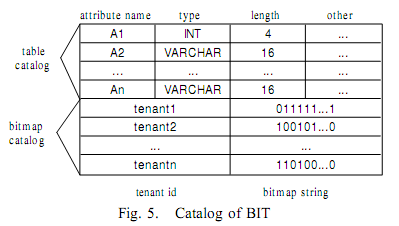 attribute name type length other
table catalog
A1 INT 4 ...
A2 VARCHAR 16 ...
... ... ... ...
An VARCHAR 16 ...
bitmap catalog
tenant1 011111...1
tenant2 100101...0
... ...
tenantn 110100...0
tenant id bitmap string
Fig. 5. Catalog of BIT